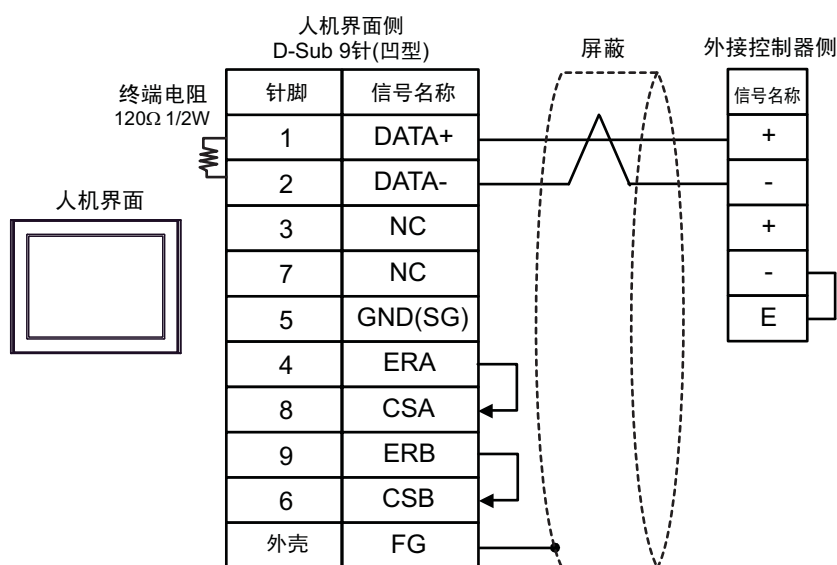 人机界面侧
D-Sub 9针(凹型)
屏蔽
外接控制器侧
终端电阻
120Ω 1/2W
针脚 信号名称
信号名称
1 DATA+
+
2 DATA-
-
人机界面
3 NC
+
7 NC
-
5 GND(SG)
E
4 ERA
8 CSA
9 ERB
6 CSB
外壳 FG